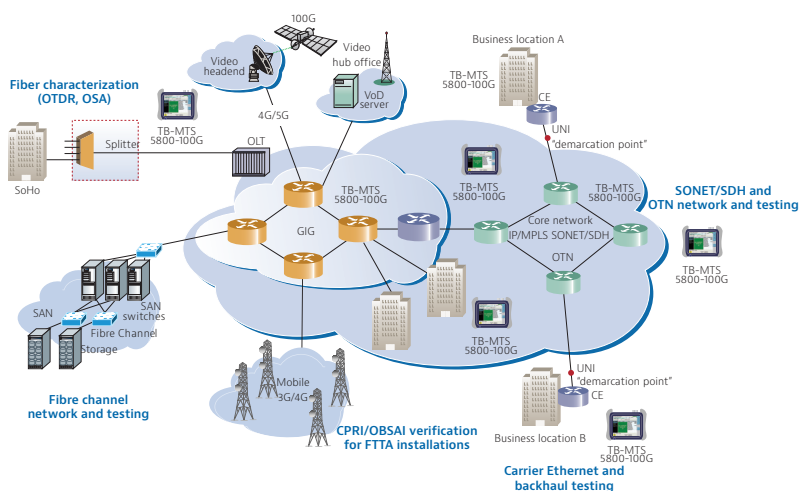 100G
Video
headend
Video
hub office
VoD
server
4G/5G
Business location A
TB-MTS
5800-100G
CE
UNI
"demarcation point"
Fiber characterization
(OTDR, OSA)
TB-MTS
5800-100G
Splitter
OLT
SoHo
TB-MTS
5800-100G
TB-MTS
5800-100G
TB-MTS
5800-100G
SONET/SDH and
OTN network and testing
GIG
Core network
IP/MPLS SONET/SDH
OTN
TB-MTS
5800-100G
SAN
SAN
switches
Fibre Channel
Storage
TB-MTS
5800-100G
Fibre channel
network and testing
Mobile
3G/4G
CPRI/OBSAI verification
for FTTA installations
UNI
"demarcation point"
CE
Business location B
TB-MTS
5800-100G
Carrier Ethernet and
backhaul testing